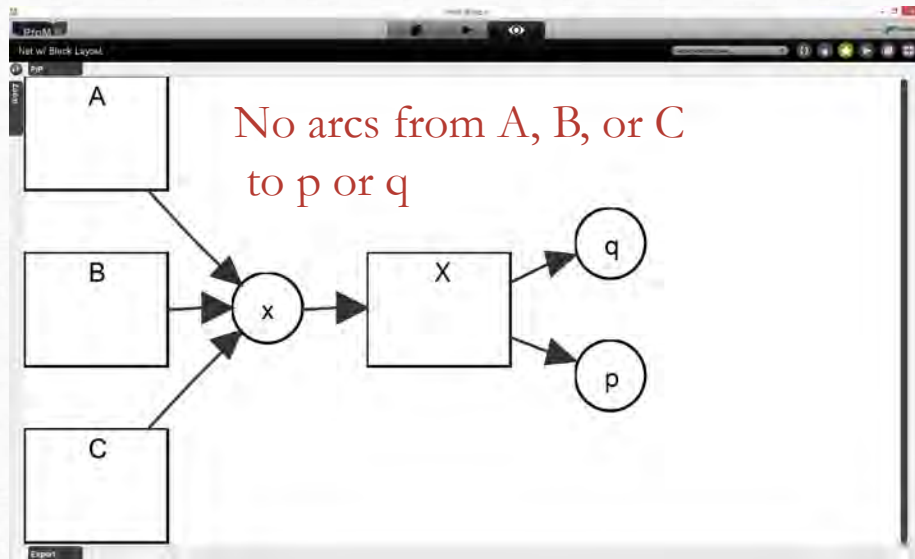 ProM
Net w/ Block Layout
PIP
Zoom
A
No arcs from A, B, or C
to p or q
B
x
X
q
p
C
Export